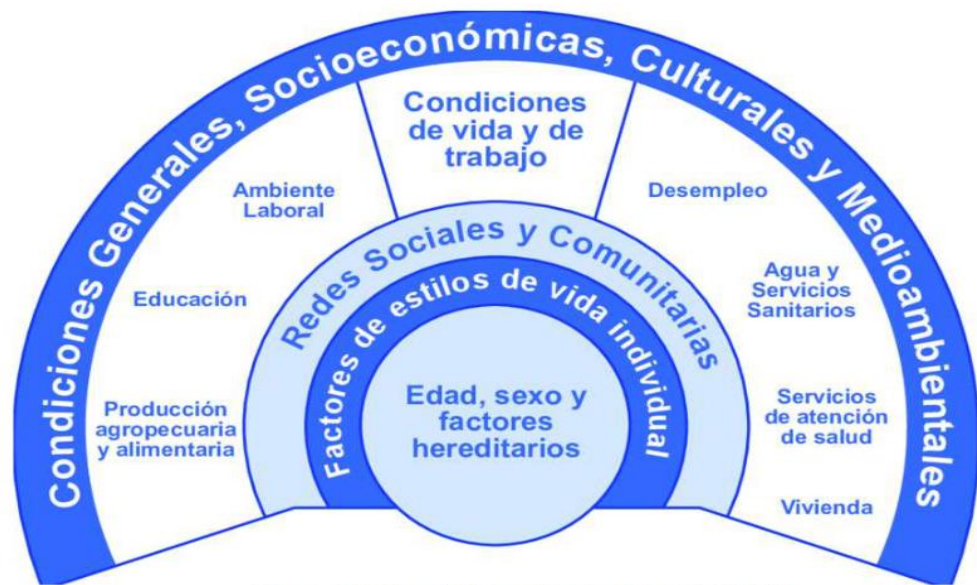 Condiciones Generales, Socioeconómicas, Culturales y Medioambientales
Condiciones
de vida y de
trabajo
Ambiente
Laboral
Desempleo
Redes Sociales y Comunitarias
Educación
Agua y
Servicios
Sanitarios
Factores de estilos de vida individual
Producción
agropecuaria
y alimentaria
Edad, sexo y
factores
hereditarios
Servicios
de atención
de salud
Vivienda